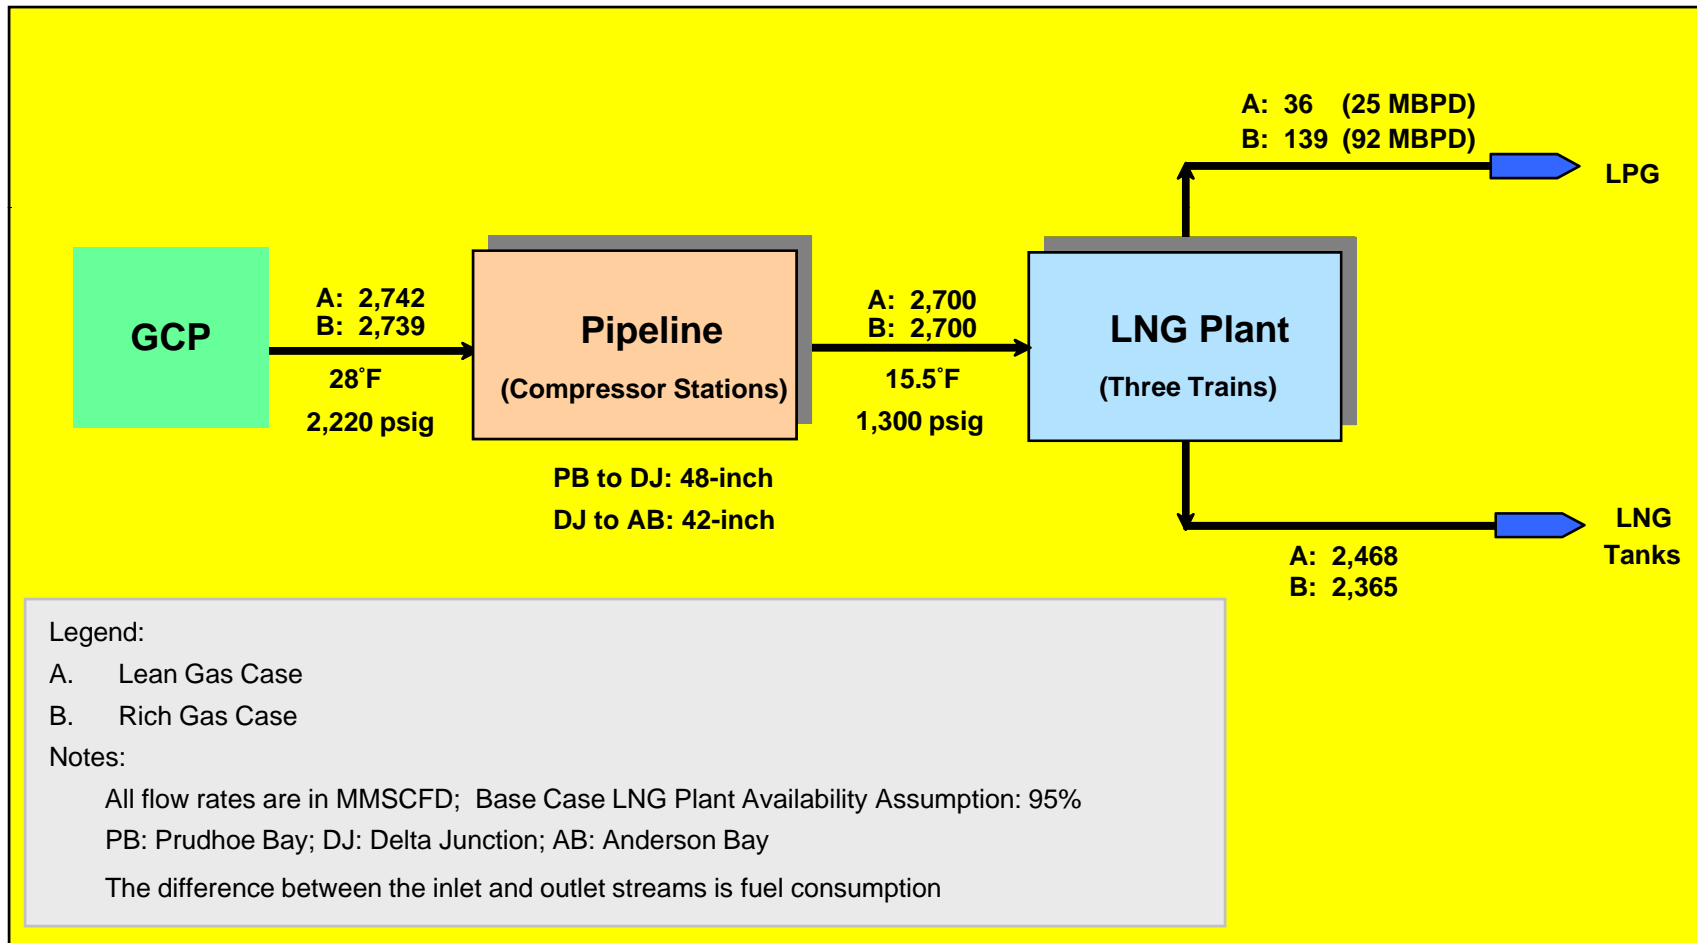 A: 36 (25 MBPD)
B: 139 (92 MBPD)
LPG
GCP
A: 2,742
B: 2,739
28°F
2,220 psig
Pipeline
(Compressor Stations)
PB to DJ: 48-inch
DJ to AB: 42-inch
A: 2,700
B: 2,700
15.5°F
1,300 psig
LNG Plant
(Three Trains)
LNG
Tanks
A: 2,468
B: 2,365
Legend:
A. Lean Gas Case
B. Rich Gas Case
Notes:
All flow rates are in MMSCFD; Base Case LNG Plant Availability Assumption: 95%
PB: Prudhoe Bay; DJ: Delta Junction; AB: Anderson Bay
The difference between the inlet and outlet streams is fuel consumption